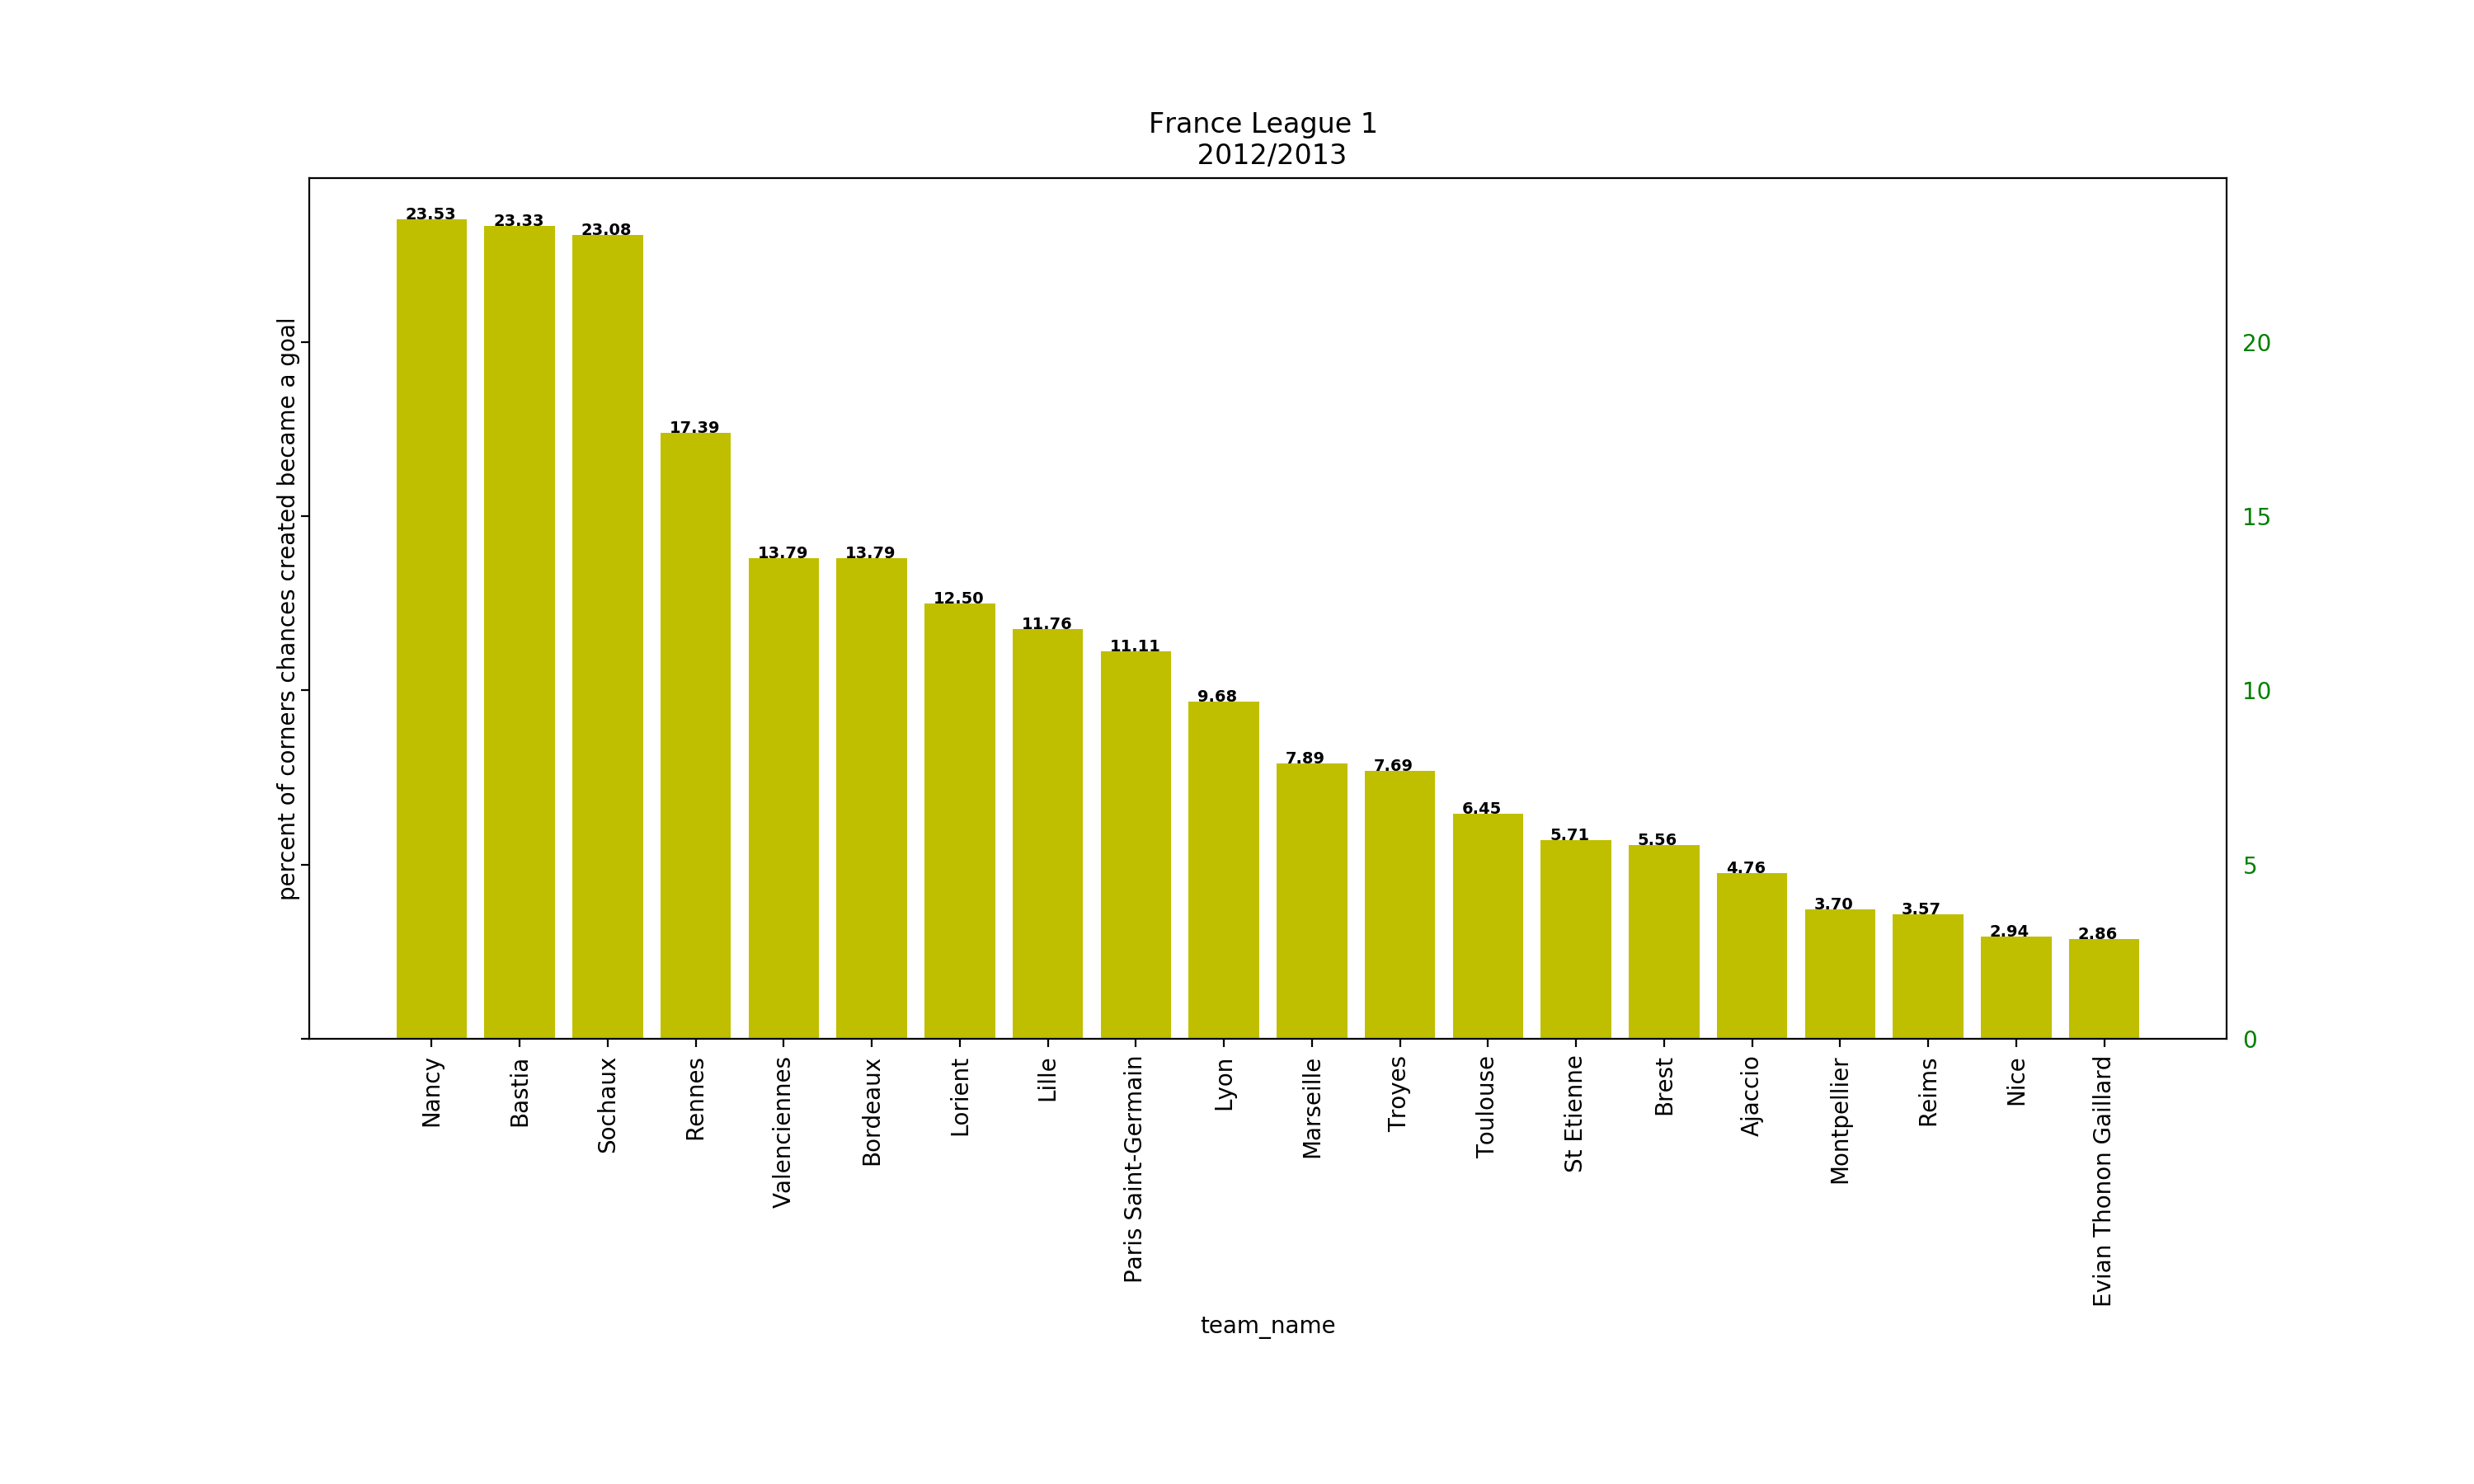 France League 1
2012/2013
percent of corners chances created became a goal
23.53
23.33
23.08
17.39
13.79
13.79
12.50
11.76
11.11
9.68
7.89
7.69
6.45
5.71
5.56
4.76
3.70
3.57
2.94
2.86
20
15
10
5
0
Nancy
Bastia
Sochaux
Rennes
Valenciennes
Bordeaux
Lorient
Lille
Paris Saint-Germain
Lyon
Marseille
Troyes
Toulouse
St Etienne
Brest
Ajaccio
Montpellier
Reims
Nice
Evian Thonon Gaillard
team_name